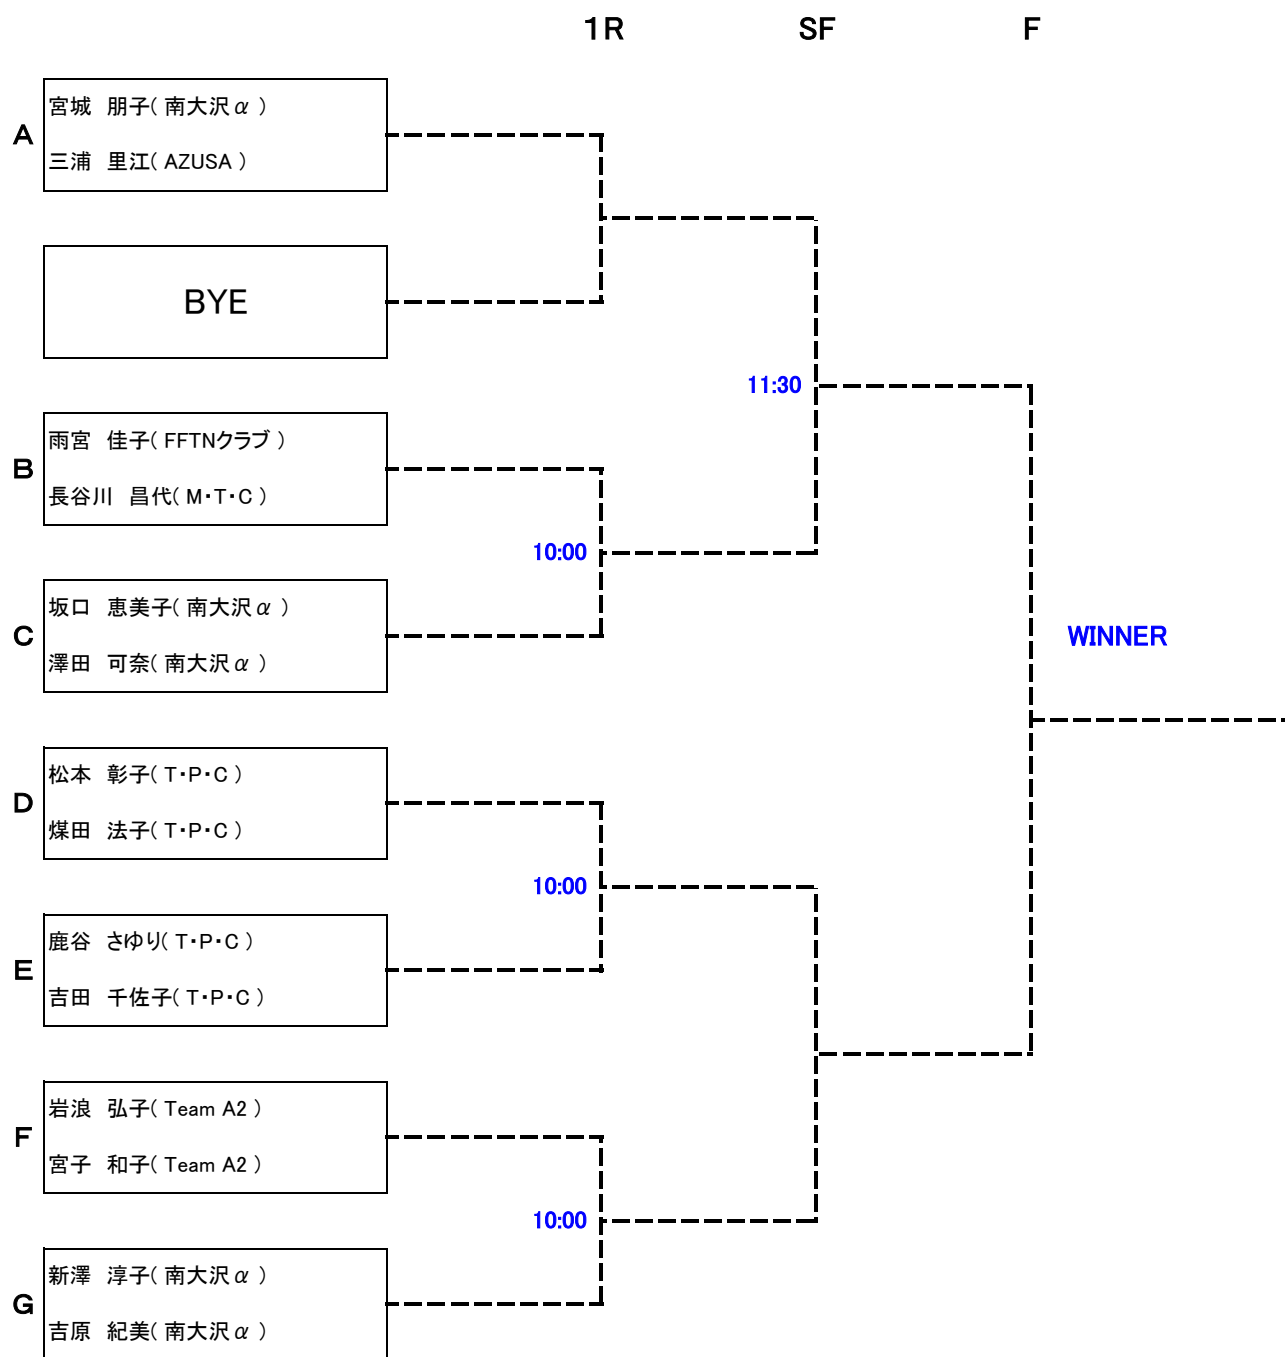 1R SF F
A
宮城 朋子( 南大沢α )
三浦 里江( AZUSA )
BYE
11:30
B
雨宮 佳子( FFTNクラブ )
長谷川 昌代( M・T・C )
10:00
C
坂口 恵美子( 南大沢α )
澤田 可奈( 南大沢α )
WINNER
D
松本 彰子( T・P・C )
煤田 法子( T・P・C )
10:00
E
鹿谷 さゆり( T・P・C )
吉田 千佐子( T・P・C )
F
岩浪 弘子( Team A2 )
宮子 和子( Team A2 )
10:00
G
新澤 淳子( 南大沢α )
吉原 紀美( 南大沢α )